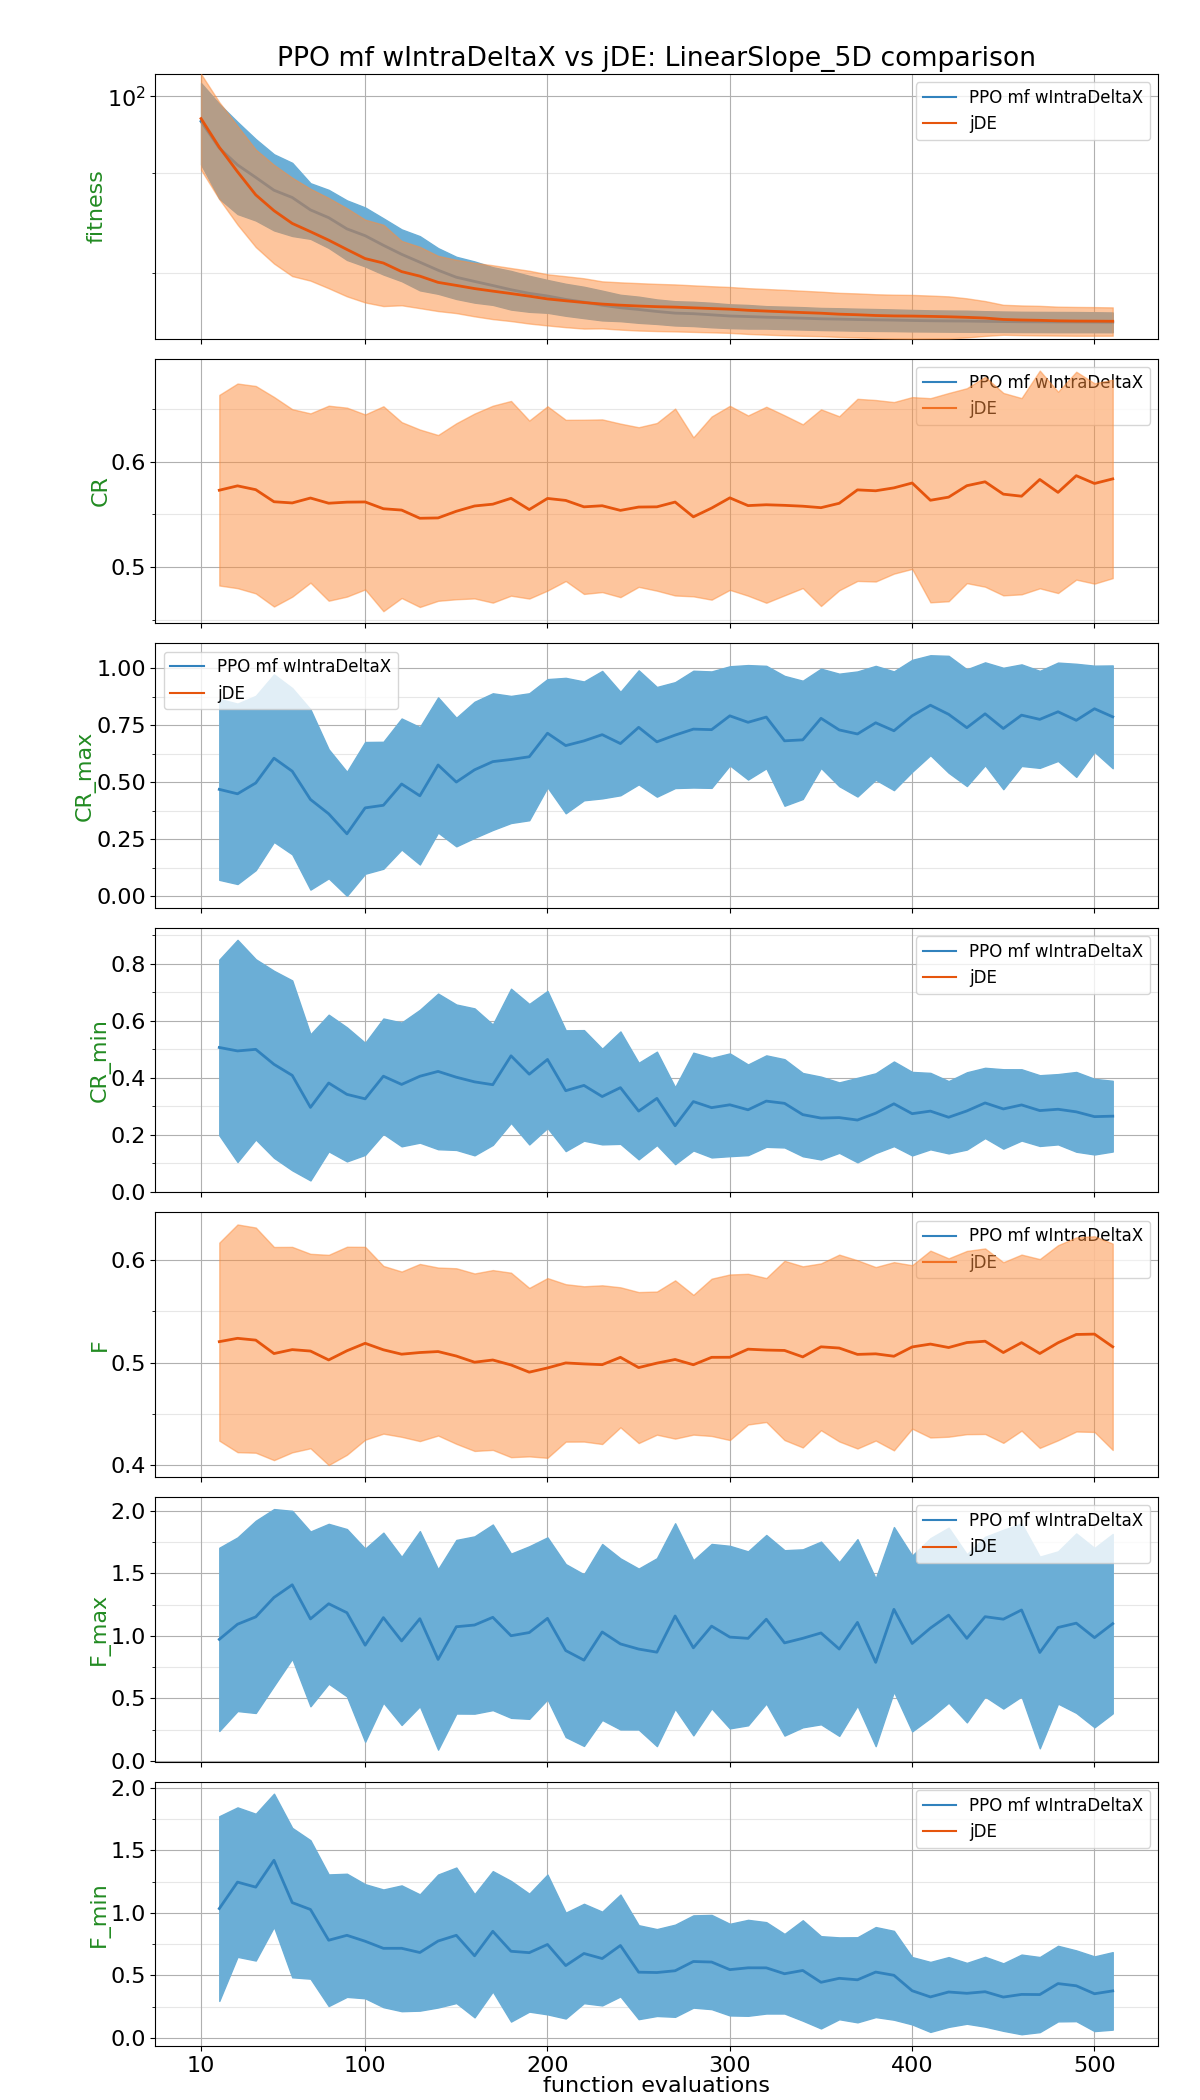 PPO mf wIntraDeltaX vs jDE: LinearSlope_5D comparison
10²
fitness
PPO mf wIntraDeltaX
jDE
0.6
0.5
CR
PPO mf wIntraDeltaX
jDE
1.00
0.75
0.50
0.25
0.00
CR_max
PPO mf wIntraDeltaX
jDE
0.8
0.6
0.4
0.2
0.0
CR_min
PPO mf wIntraDeltaX
jDE
0.6
0.5
0.4
F
PPO mf wIntraDeltaX
jDE
2.0
1.5
1.0
0.5
0.0
F_max
PPO mf wIntraDeltaX
jDE
2.0
1.5
1.0
0.5
0.0
F_min
PPO mf wIntraDeltaX
jDE
10 100 200 300 400 500
function evaluations